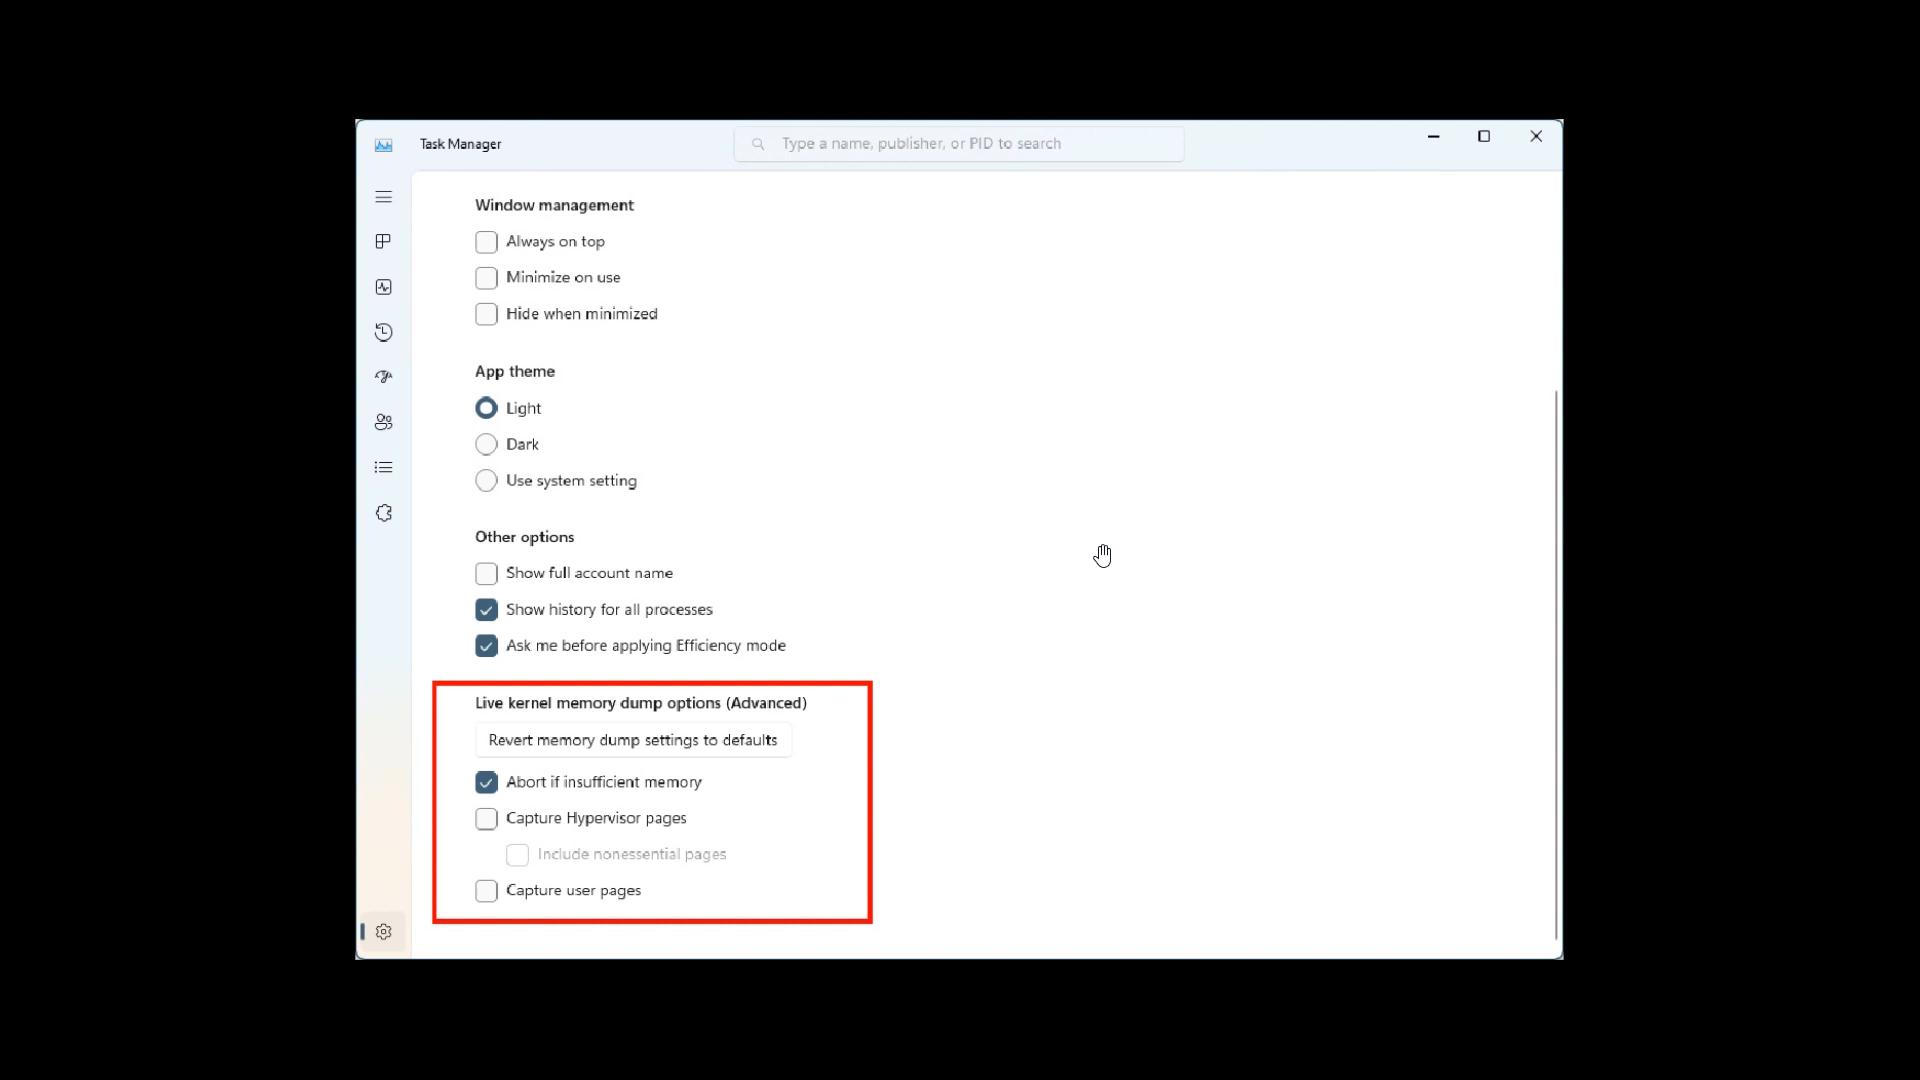 Task Manager
Type a name, publisher, or PID to search
Window management
Always on top
Minimize on use
Hide when minimized
App theme
Light
Dark
Use system setting
Other options
Show full account name
Show history for all processes
Ask me before applying Efficiency mode
Live kernel memory dump options (Advanced)
Revert memory dump settings to defaults
Abort if insufficient memory
Capture Hypervisor pages
Include nonessential pages
Capture user pages